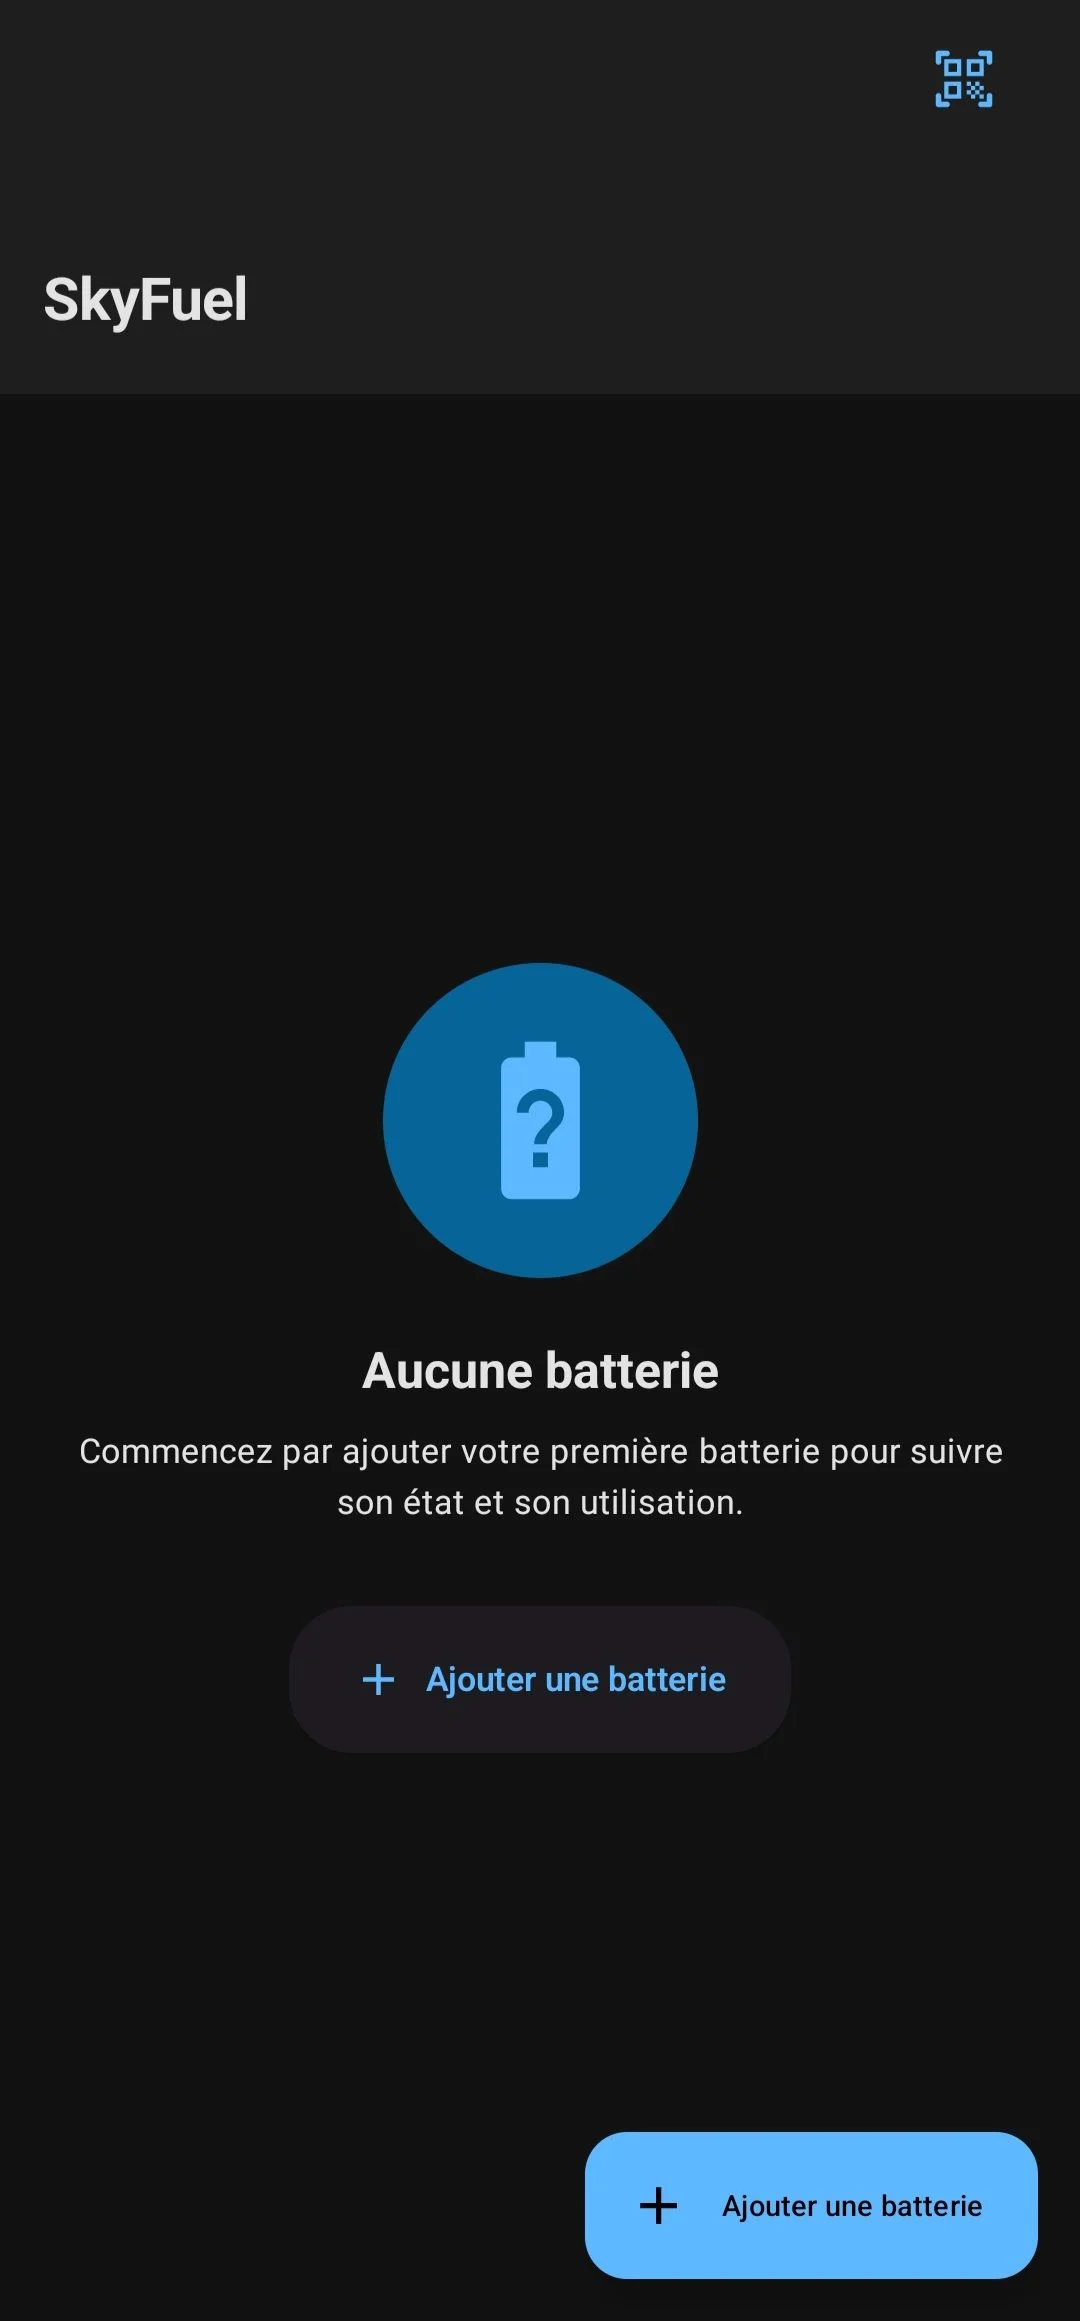 SkyFuel
Aucune batterie
Commencez par ajouter votre première batterie pour suivre
son état et son utilisation.
Ajouter une batterie
Ajouter une batterie